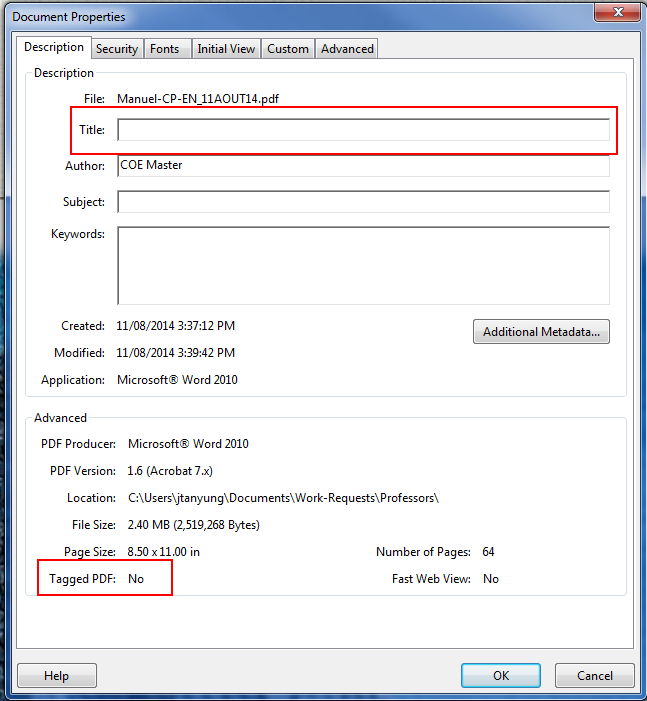 Document Properties
Description Security Fonts Initial View Custom Advanced
Description
File: Manuel-CP-EN_11AOUT14.pdf
Title:
Author: COE Master
Subject:
Keywords:
Created: 11/08/2014 3:37:12 PM
Additional Metadata...
Modified: 11/08/2014 3:39:42 PM
Application: Microsoft® Word 2010
Advanced
PDF Producer: Microsoft® Word 2010
PDF Version: 1.6 (Acrobat 7.x)
Location: C:\Users\jtanyung\Documents\Work-Requests\Professors\
File Size: 2.40 MB (2,519,268 Bytes)
Page Size: 8.50 x 11.00 in Number of Pages: 64
Tagged PDF: No Fast Web View: No
Help OK Cancel